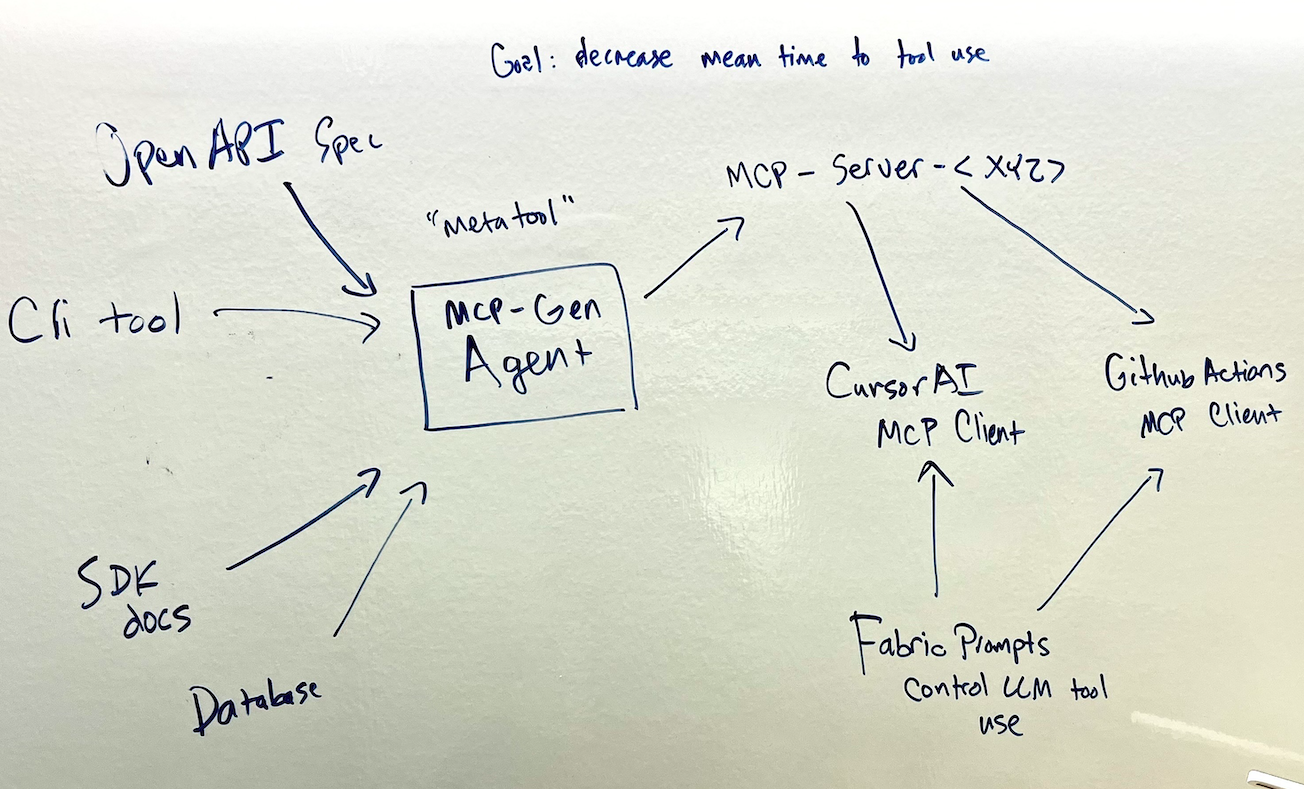 Goal: decrease mean time to tool use
OpenAPI Spec
MCP - Server - <XYZ>
"metatool"
Cli tool
MCP-Gen
Agent
CursorAI
MCP Client
Github Actions
MCP Client
SDK
docs
Database
Fabric Prompts
Control LLM tool
use